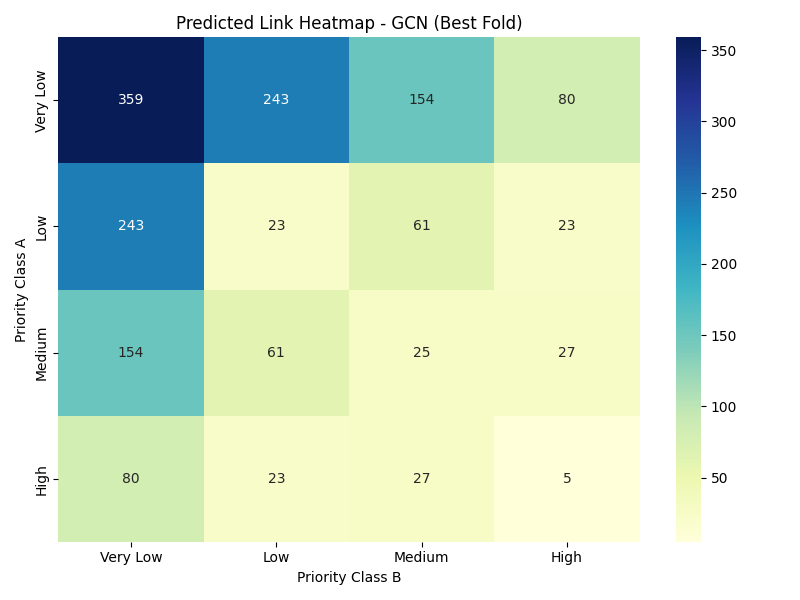 Predicted Link Heatmap - GCN (Best Fold)
Priority Class A
Very Low
359 243 154 80
Low
243 23 61 23
Medium
154 61 25 27
High
80 23 27 5
Very Low Low Medium High
Priority Class B
350
300
250
200
150
100
50